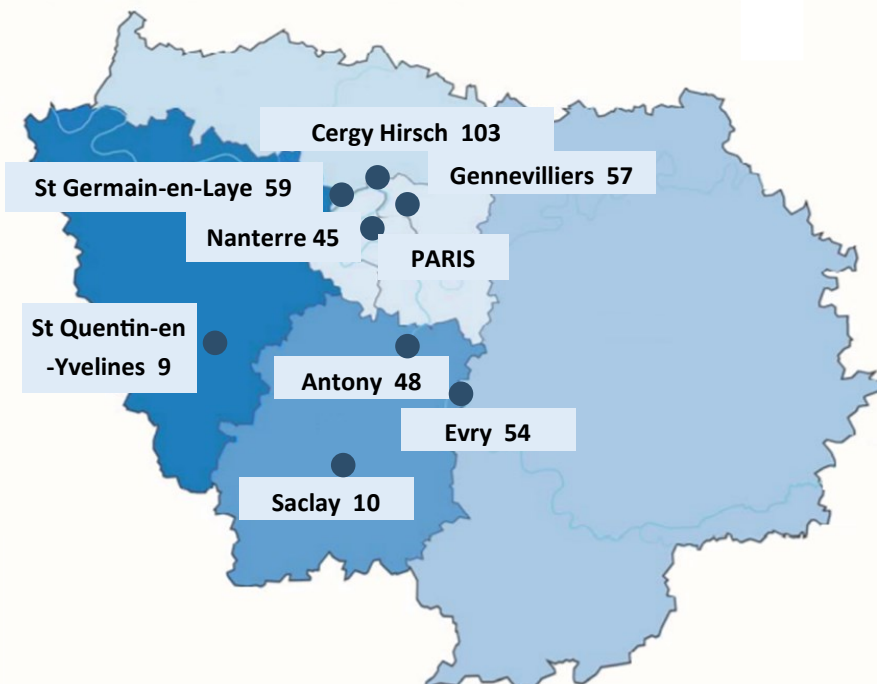 Cergy Hirsch 103
Gennevilliers 57
St Germain-en-Laye 59
Nanterre 45
PARIS
St Quentin-en
-Yvelines 9
Antony 48
Evry 54
Saclay 10